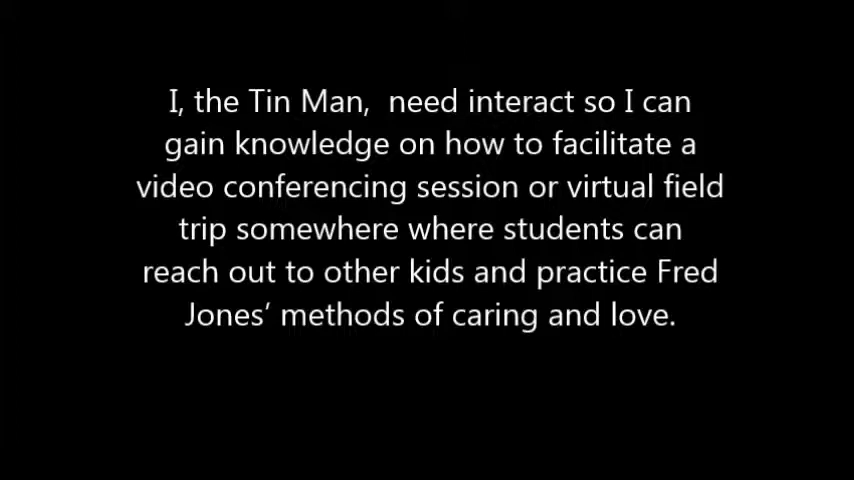 I, the Tin Man,  need interact so I can
gain knowledge on how to facilitate a
video conferencing session or virtual field
trip somewhere where students can
reach out to other kids and practice Fred
Jones’ methods of caring and love.